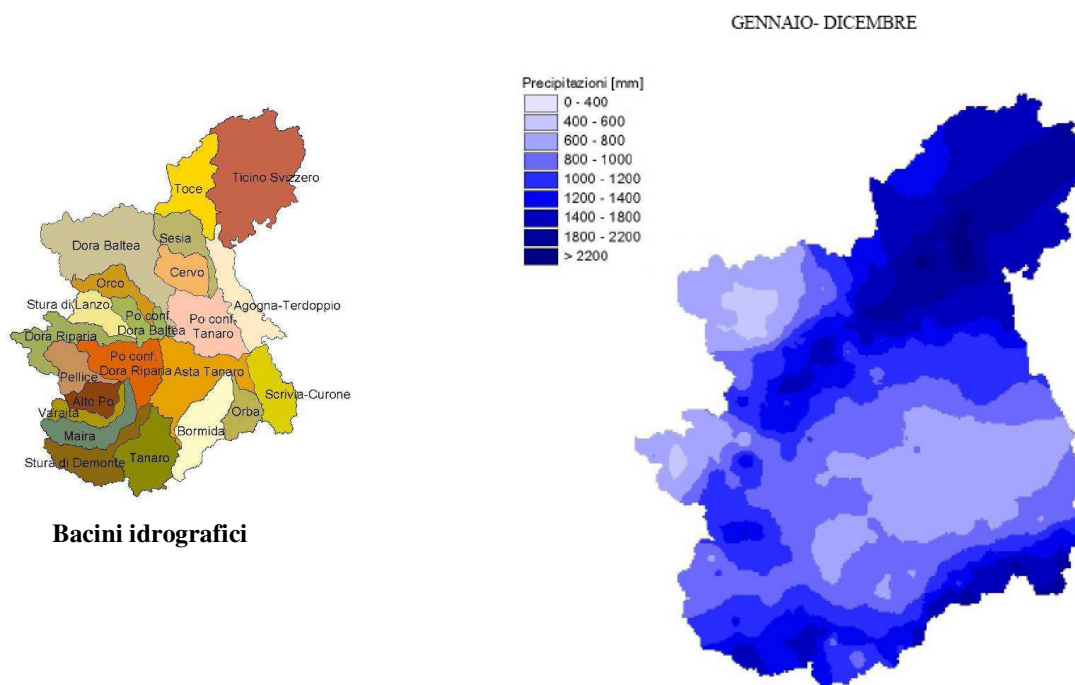 GENNAIO- DICEMBRE
Precipitazioni [mm]
0 - 400
400 - 600
600 - 800
800 - 1000
1000 - 1200
1200 - 1400
1400 - 1800
1800 - 2200
> 2200
Toce
Ticino Svizzero
Dora Baltea
Sesia
Cervo
Orco
Stura di Lanzo
Po conf.
Dora Baltea
Agogna-Terdoppio
Po conf.
Tanaro
Dora Riparia
Po conf.
Dora Riparia
Asta Tanaro
Pellice
Alto Po
Scrivia-Curone
Varaita
Orba
Maira
Bormida
Stura di Demonte
Tanaro
Bacini idrografici